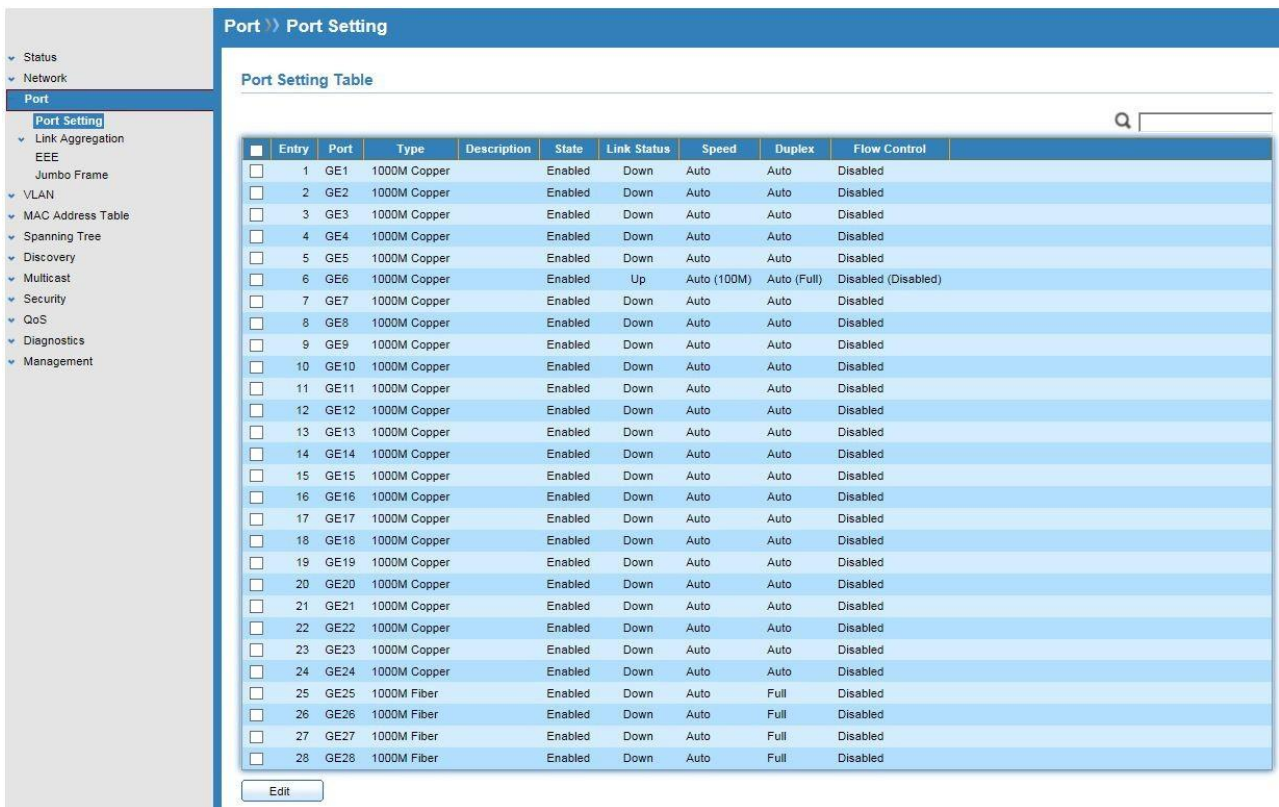 Port >> Port Setting
Status
Network
Port
Port Setting
Link Aggregation
EEE
Jumbo Frame
VLAN
MAC Address Table
Spanning Tree
Discovery
Multicast
Security
QoS
Diagnostics
Management
Port Setting Table
Entry Port Type Description State Link Status Speed Duplex Flow Control
1 GE1 1000M Copper Enabled Down Auto Auto Disabled
2 GE2 1000M Copper Enabled Down Auto Auto Disabled
3 GE3 1000M Copper Enabled Down Auto Auto Disabled
4 GE4 1000M Copper Enabled Down Auto Auto Disabled
5 GE5 1000M Copper Enabled Down Auto Auto Disabled
6 GE6 1000M Copper Enabled Up Auto (100M) Auto (Full) Disabled (Disabled)
7 GE7 1000M Copper Enabled Down Auto Auto Disabled
8 GE8 1000M Copper Enabled Down Auto Auto Disabled
9 GE9 1000M Copper Enabled Down Auto Auto Disabled
10 GE10 1000M Copper Enabled Down Auto Auto Disabled
11 GE11 1000M Copper Enabled Down Auto Auto Disabled
12 GE12 1000M Copper Enabled Down Auto Auto Disabled
13 GE13 1000M Copper Enabled Down Auto Auto Disabled
14 GE14 1000M Copper Enabled Down Auto Auto Disabled
15 GE15 1000M Copper Enabled Down Auto Auto Disabled
16 GE16 1000M Copper Enabled Down Auto Auto Disabled
17 GE17 1000M Copper Enabled Down Auto Auto Disabled
18 GE18 1000M Copper Enabled Down Auto Auto Disabled
19 GE19 1000M Copper Enabled Down Auto Auto Disabled
20 GE20 1000M Copper Enabled Down Auto Auto Disabled
21 GE21 1000M Copper Enabled Down Auto Auto Disabled
22 GE22 1000M Copper Enabled Down Auto Auto Disabled
23 GE23 1000M Copper Enabled Down Auto Auto Disabled
24 GE24 1000M Copper Enabled Down Auto Auto Disabled
25 GE25 1000M Fiber Enabled Down Auto Full Disabled
26 GE26 1000M Fiber Enabled Down Auto Full Disabled
27 GE27 1000M Fiber Enabled Down Auto Full Disabled
28 GE28 1000M Fiber Enabled Down Auto Full Disabled
Edit